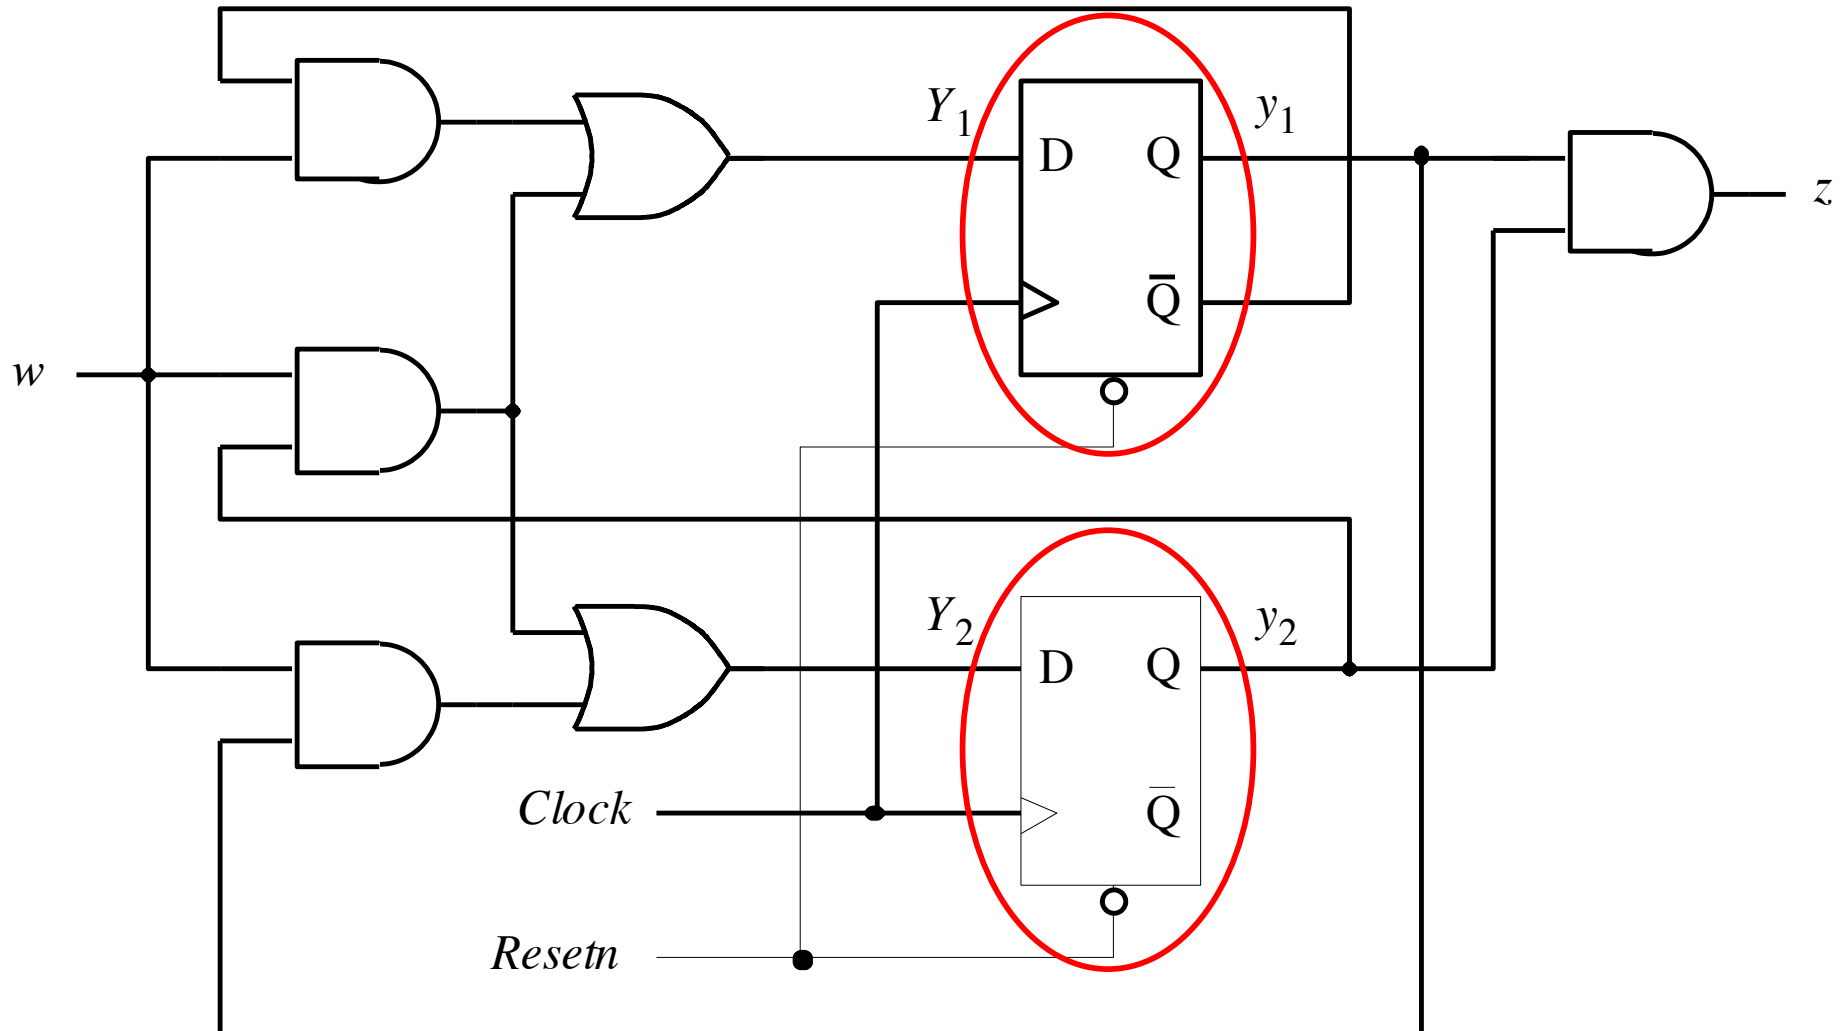 Y1 y1
D Q
z
Q̅
w
Y2 y2
D Q
Clock Q̅
Resetn